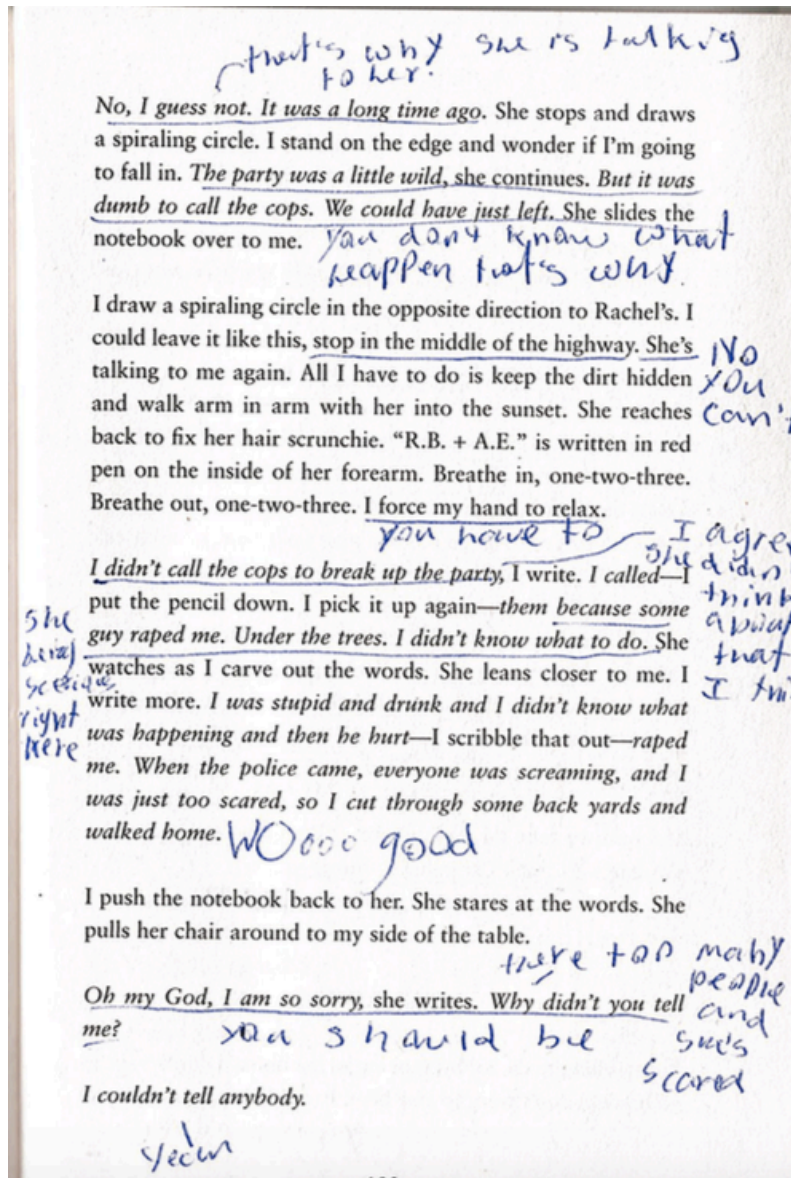 that's why she is talkig
to her.
No, I guess not. It was a long time ago. She stops and draws
a spiraling circle. I stand on the edge and wonder if I'm going
to fall in. The party was a little wild, she continues. But it was
dumb to call the cops. We could have just left. She slides the
notebook over to me.
you don't know what
heappen that's why.
I draw a spiraling circle in the opposite direction to Rachel's. I
could leave it like this, stop in the middle of the highway. She's
talking to me again. All I have to do is keep the dirt hidden
and walk arm in arm with her into the sunset. She reaches
back to fix her hair scrunchie. “R.B. + A.E.” is written in red
pen on the inside of her forearm. Breathe in, one-two-three.
Breathe out, one-two-three. I force my hand to relax.
No
you
can't
you have to
I didn't call the cops to break up the party, I write. I called—I
put the pencil down. I pick it up again—them because some
guy raped me. Under the trees. I didn't know what to do. She
watches as I carve out the words. She leans closer to me. I
write more. I was stupid and drunk and I didn't know what
was happening and then he hurt—I scribble that out—raped
me. When the police came, everyone was screaming, and I
was just too scared, so I cut through some back yards and
walked home.
I agre
she didn
think
about
that
I thi
she
being
right
here
WOooo good
I push the notebook back to her. She stares at the words. She
pulls her chair around to my side of the table.
there too many
people
and
she's
scared
Oh my God, I am so sorry, she writes. Why didn't you tell
me?
you should be
I couldn't tell anybody.